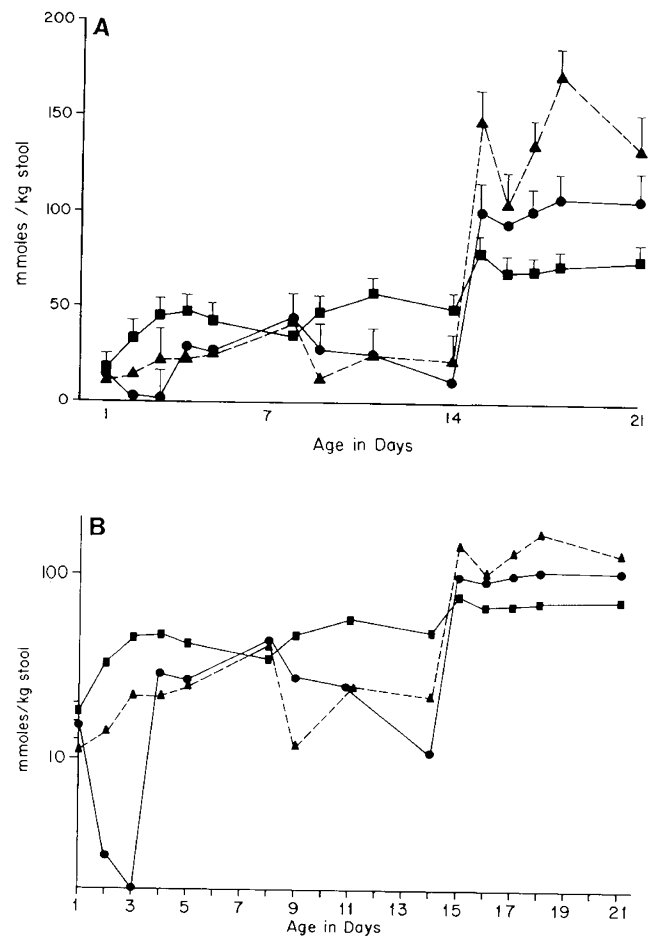 A
200
150
100
50
0
mmoles / kg stool
1 7 14 21
Age in Days
B
100
10
mmoles/kg stool
1 3 5 7 9 11 13 15 17 19 21
Age in Days